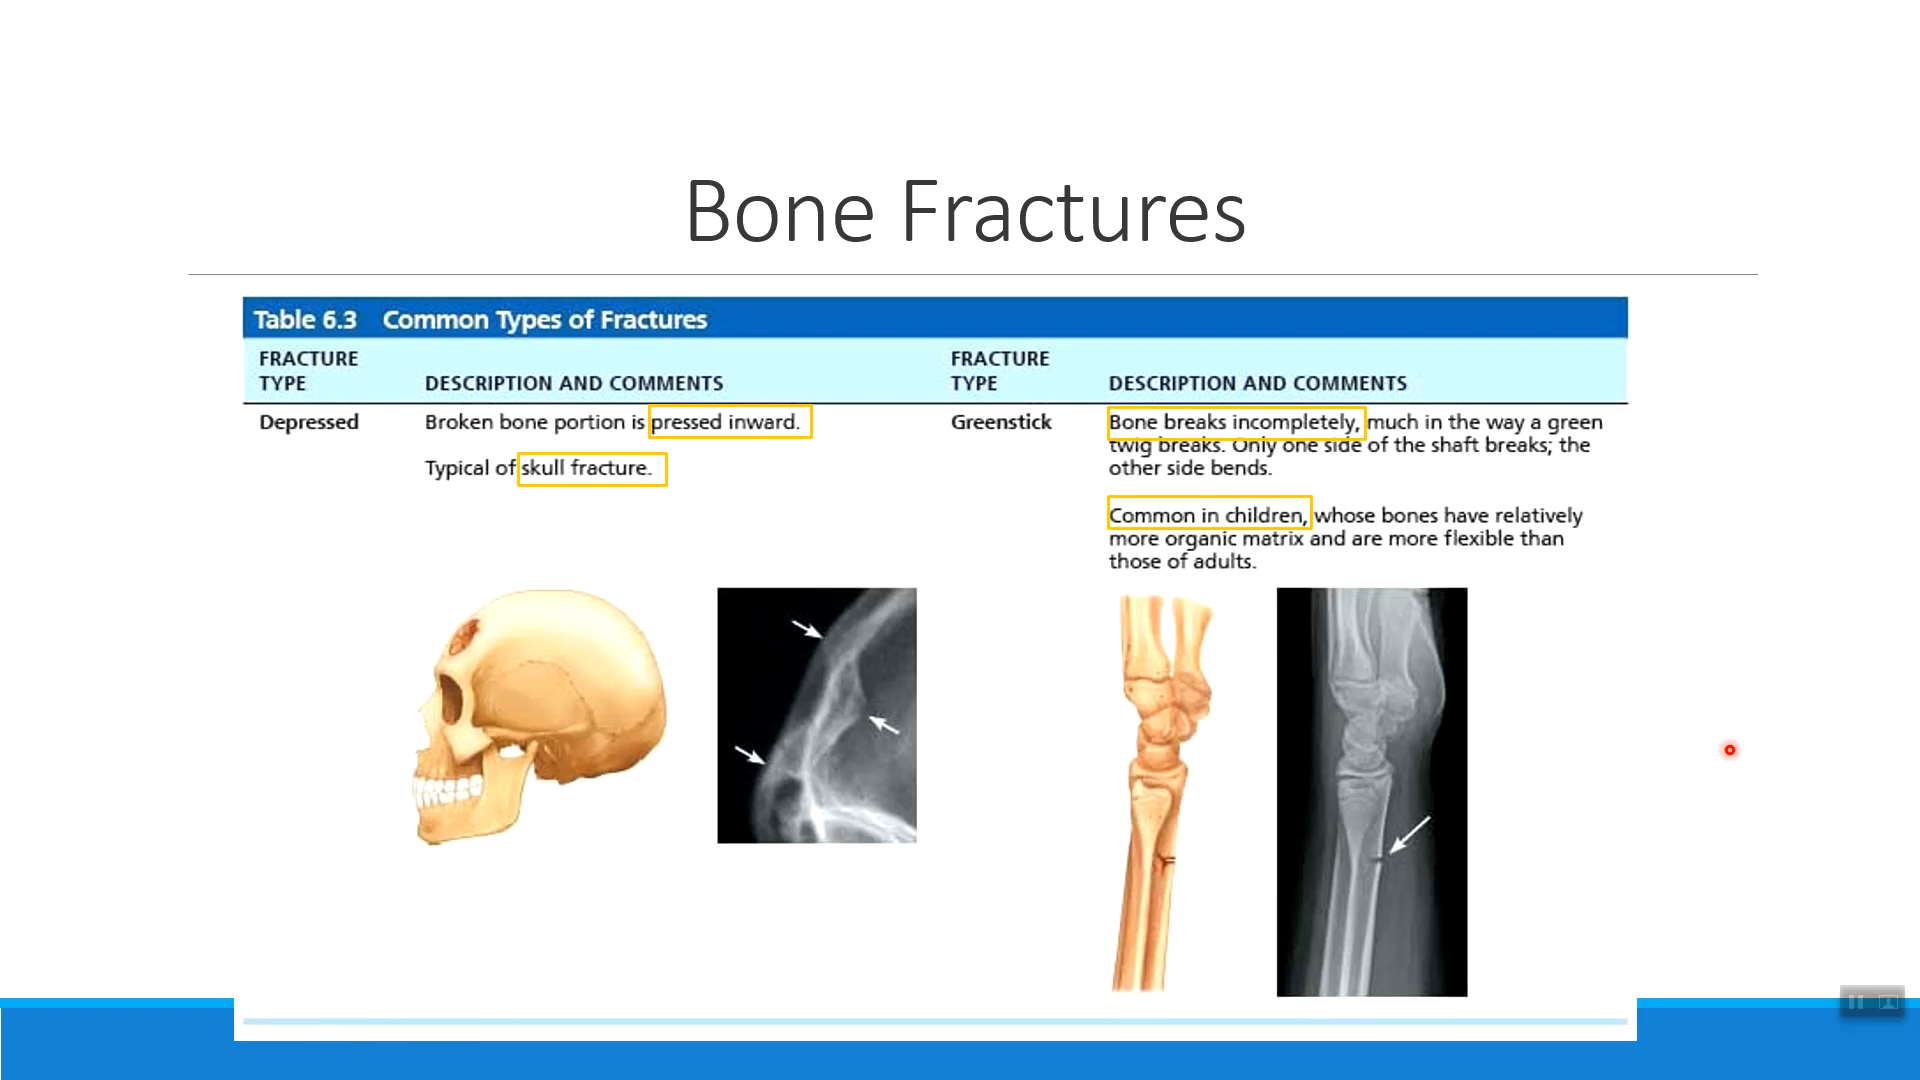 Bone Fractures
Table 6.3 Common Types of Fractures
FRACTURE
TYPE
DESCRIPTION AND COMMENTS
Depressed
Broken bone portion is pressed inward.
Typical of skull fracture.
FRACTURE
TYPE
DESCRIPTION AND COMMENTS
Greenstick
Bone breaks incompletely, much in the way a green
twig breaks. Only one side of the shaft breaks; the
other side bends.
Common in children, whose bones have relatively
more organic matrix and are more flexible than
those of adults.